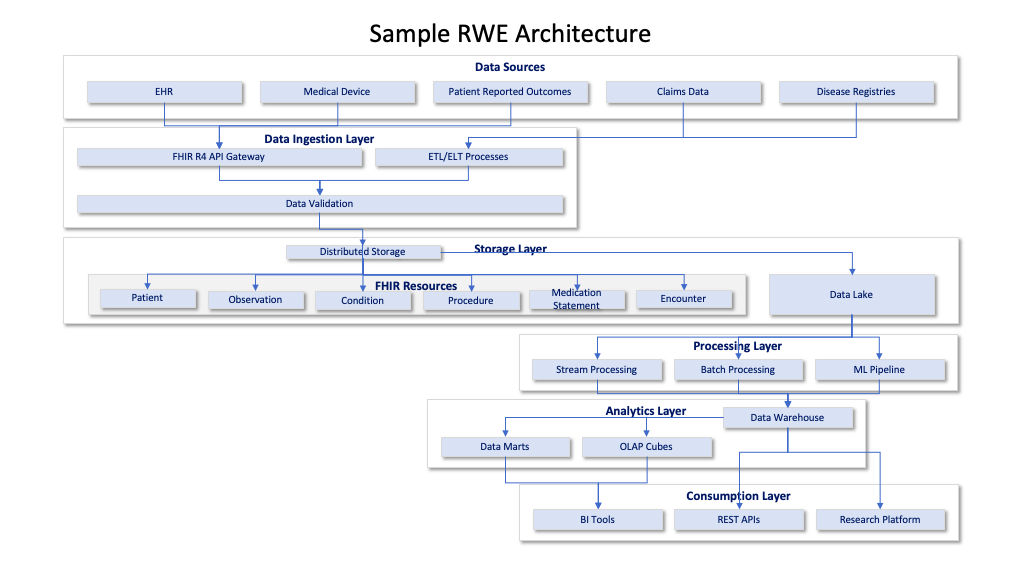 Sample RWE Architecture
Data Sources
EHR
Medical Device
Patient Reported Outcomes
Claims Data
Disease Registries
Data Ingestion Layer
FHIR R4 API Gateway
ETL/ELT Processes
Data Validation
Storage Layer
Distributed Storage
FHIR Resources
Patient
Observation
Condition
Procedure
Medication
Statement
Encounter
Data Lake
Processing Layer
Stream Processing
Batch Processing
ML Pipeline
Analytics Layer
Data Warehouse
Data Marts
OLAP Cubes
Consumption Layer
BI Tools
REST APIs
Research Platform